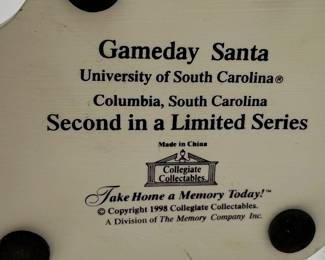 Gameday Santa
University of South Carolina®
Columbia, South Carolina
Second in a Limited Series
Made in China
Collegiate
Collectables
Take Home a Memory Today!™
© Copyright 1998 Collegiate Collectables.
A Division of The Memory Company Inc.